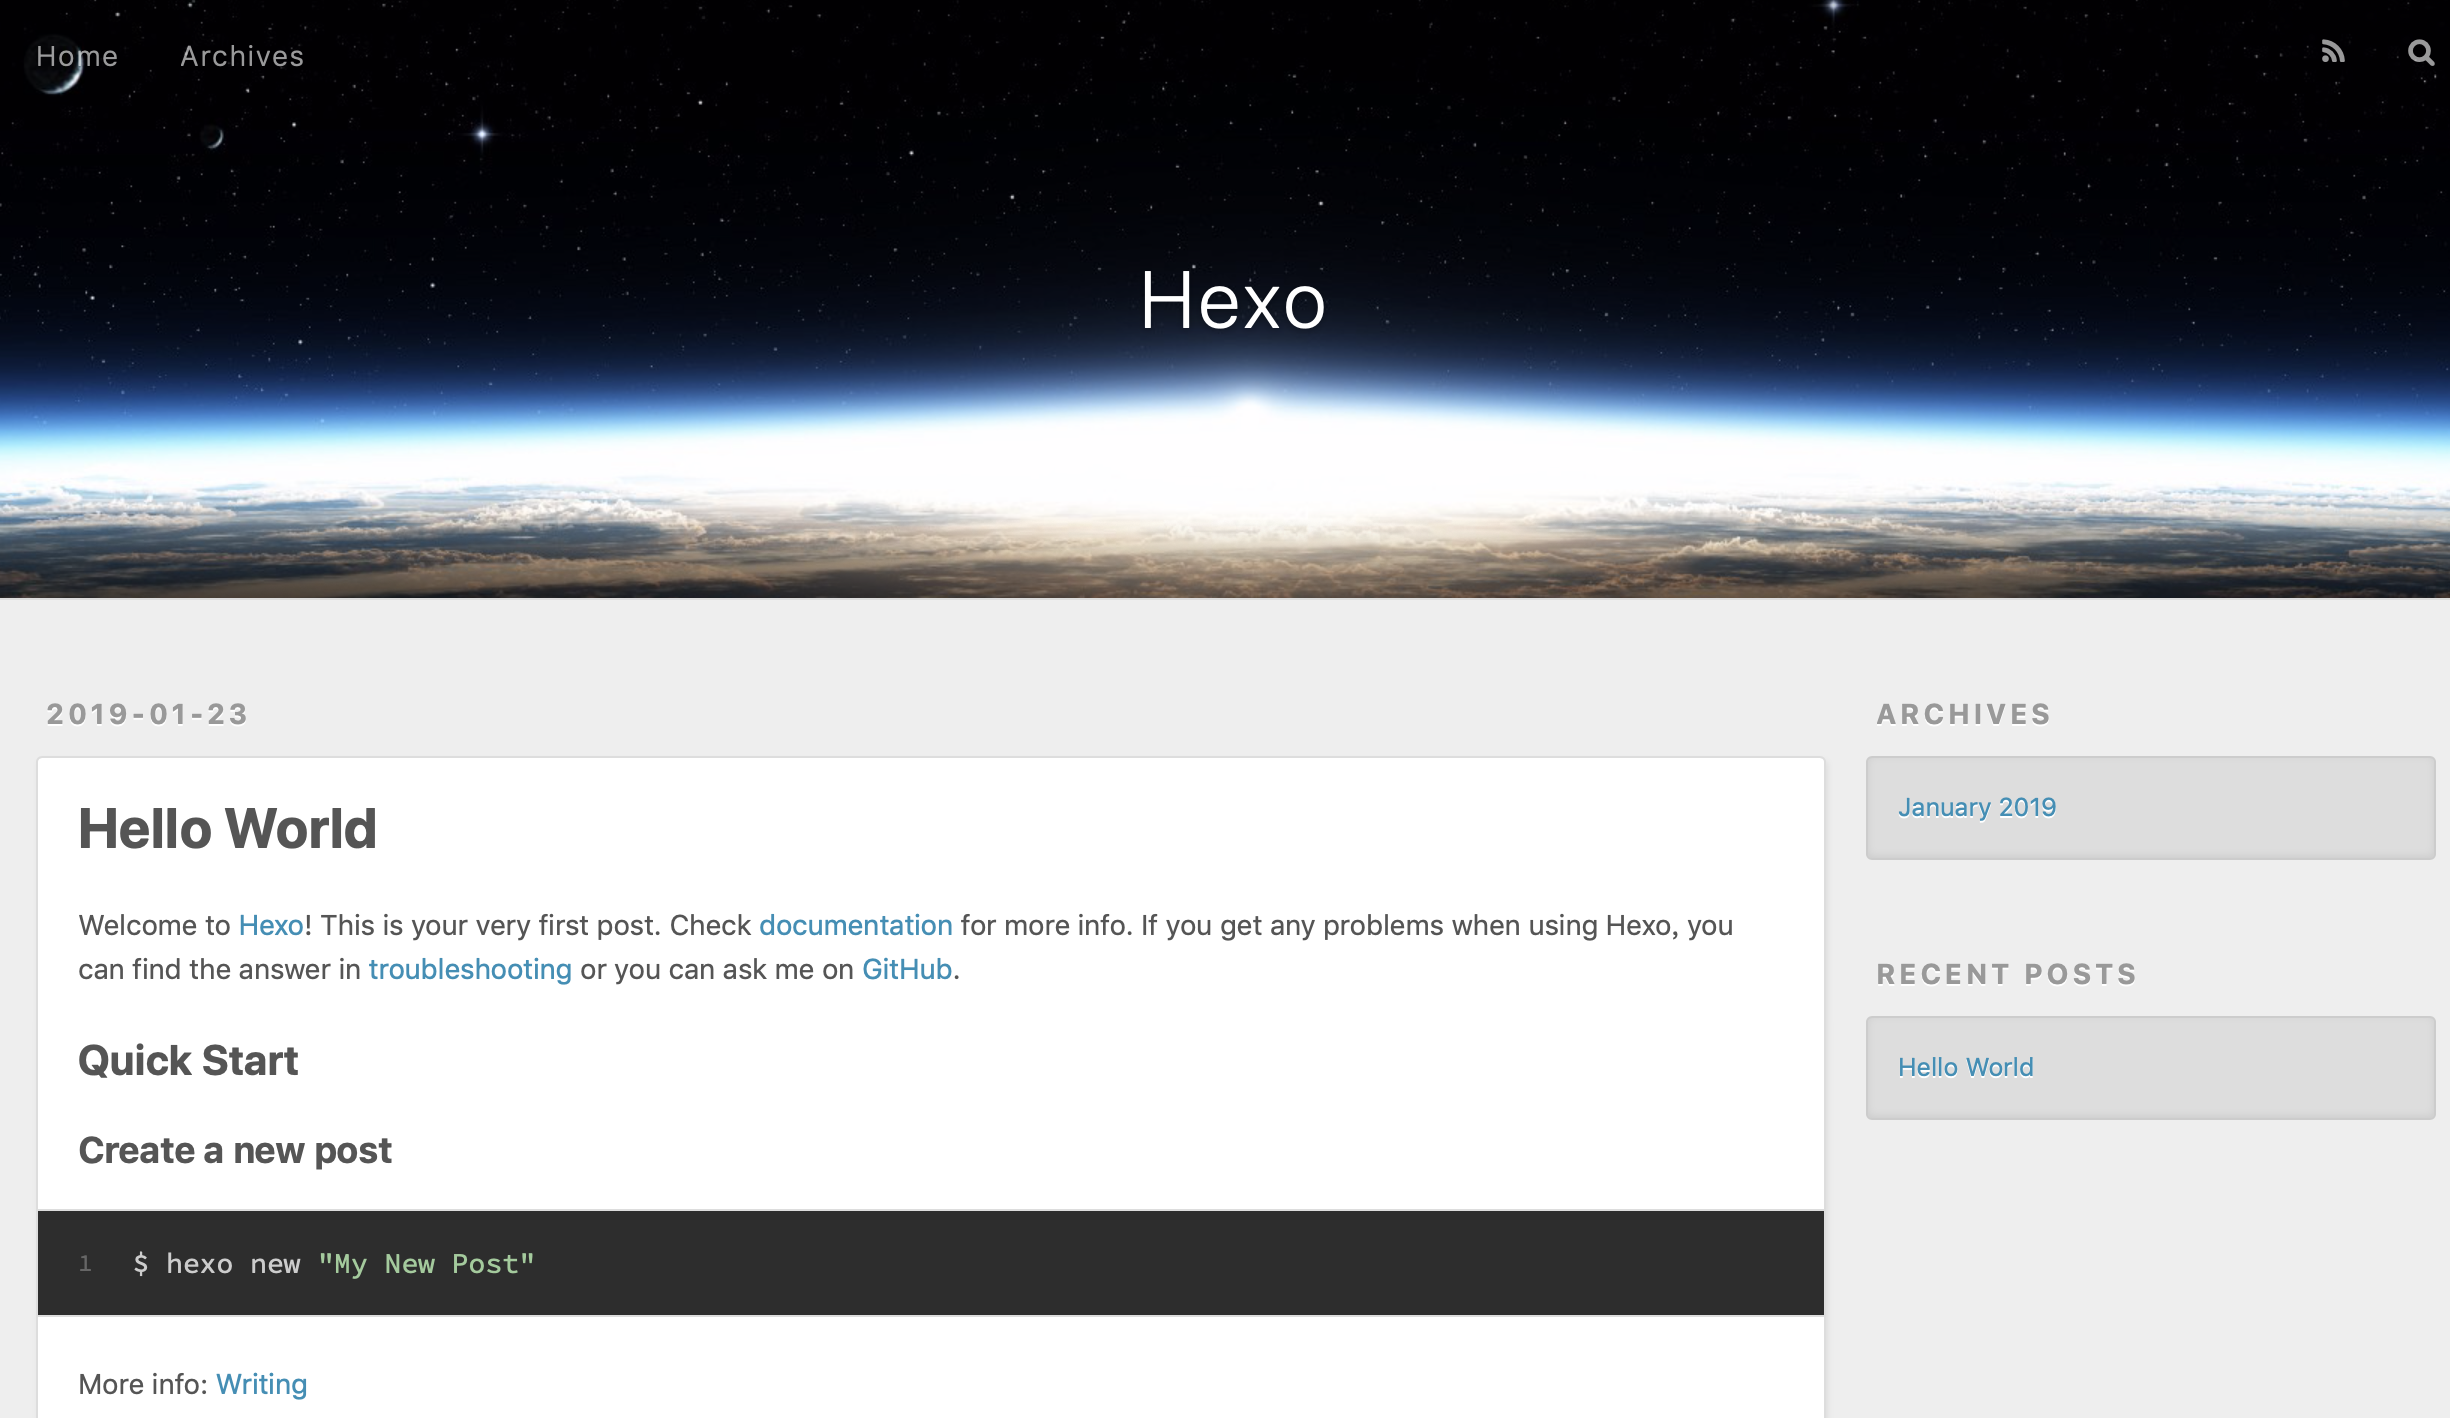 Home Archives
Hexo
2019-01-23
Hello World
Welcome to Hexo! This is your very first post. Check documentation for more info. If you get any problems when using Hexo, you
can find the answer in troubleshooting or you can ask me on GitHub.
Quick Start
Create a new post
1 $ hexo new "My New Post"
More info: Writing
ARCHIVES
January 2019
RECENT POSTS
Hello World